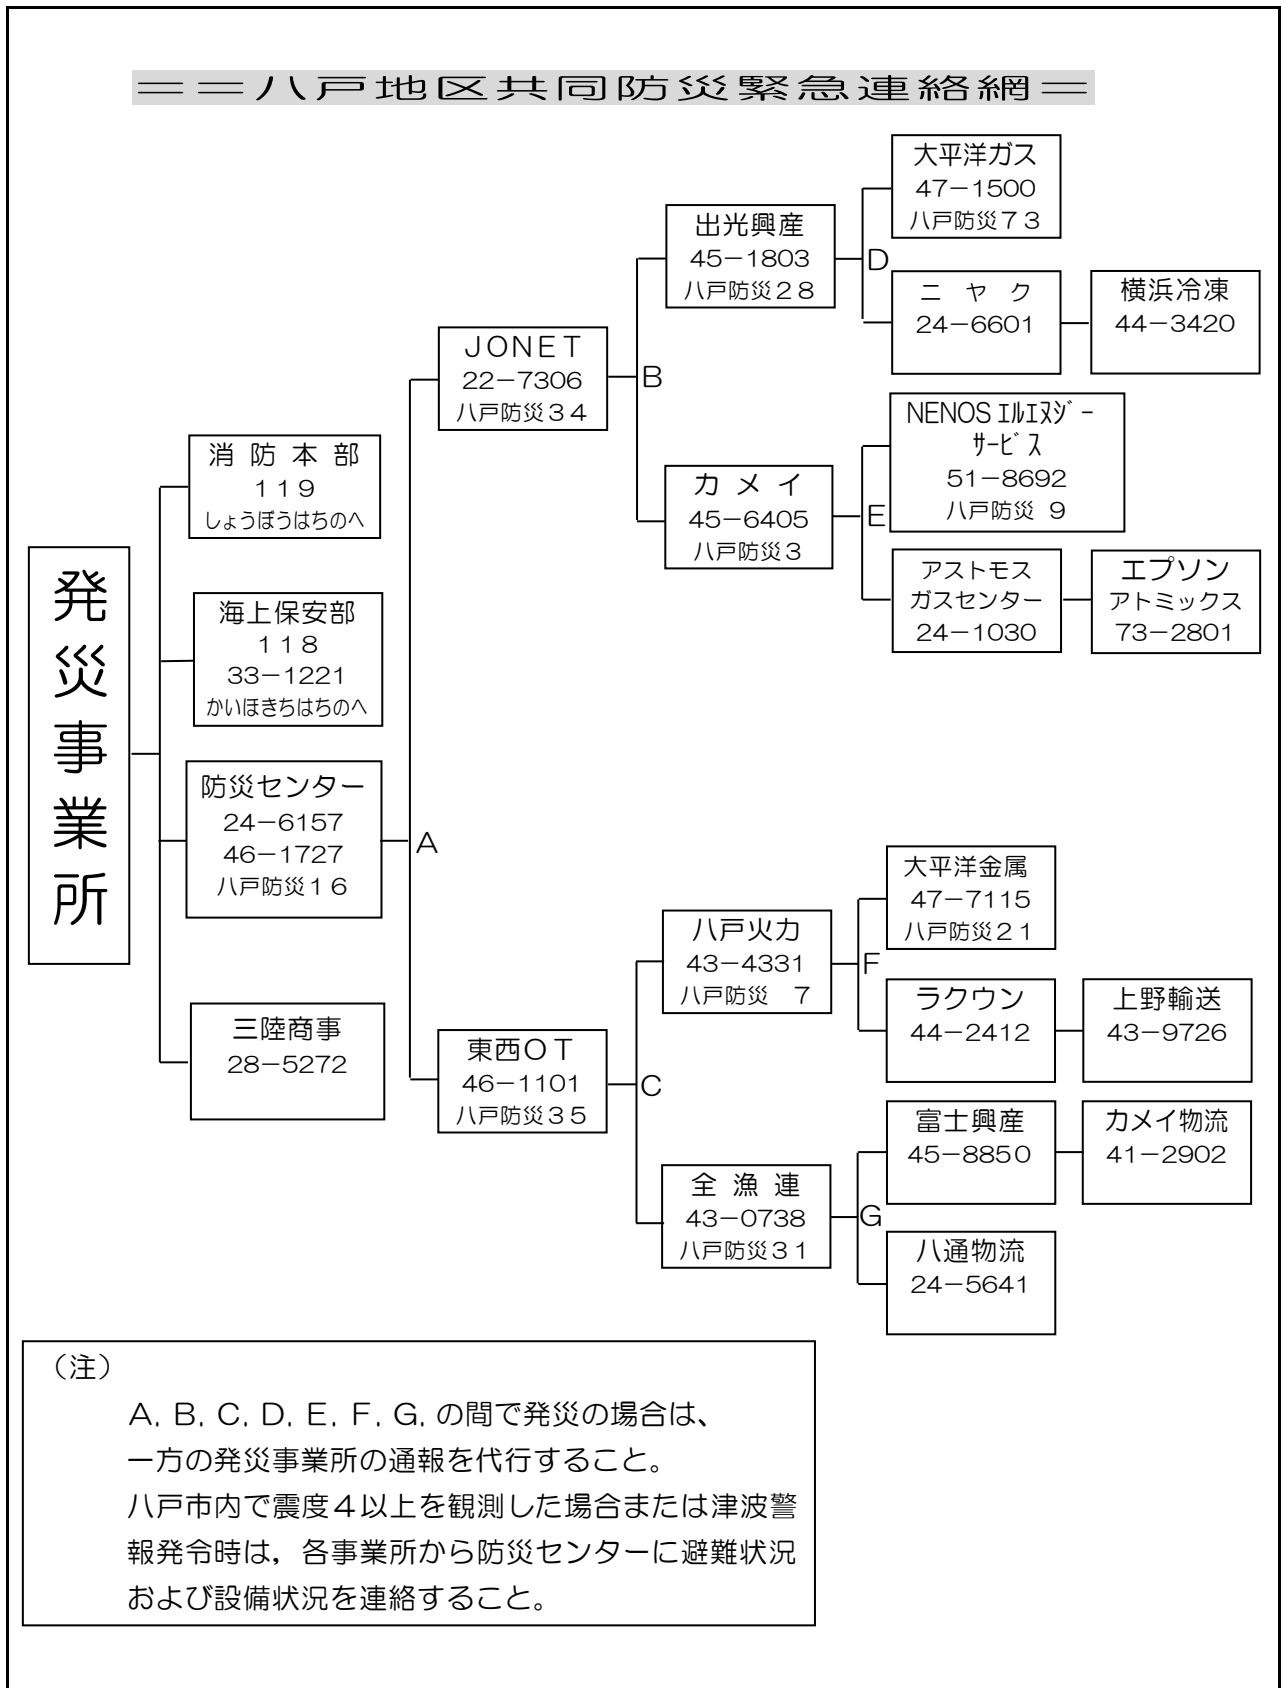 ＝＝八戸地区共同防災緊急連絡網＝
発災事業所
消防本部
１１９
しょうぼうはちのへ
海上保安部
１１８
33－1221
かいほきちはちのへ
防災センター
24－6157
46－1727
八戸防災１６
三陸商事
28－5272
A
JONET
22－7306
八戸防災３４
B
出光興産
45－1803
八戸防災２８
D
大平洋ガス
47－1500
八戸防災７３
ニヤク
24－6601
横浜冷凍
44－3420
カメイ
45－6405
八戸防災３
E
NENOSｴﾙｴﾇｼﾞｰ
ｻｰﾋﾞｽ
51－8692
八戸防災 9
アストモス
ガスセンター
24－1030
エプソン
アトミックス
73－2801
東西ＯＴ
46－1101
八戸防災３５
C
八戸火力
43－4331
八戸防災　7
F
大平洋金属
47－7115
八戸防災２１
ラクウン
44－2412
上野輸送
43－9726
全漁連
43－0738
八戸防災３１
G
富士興産
45－8850
カメイ物流
41－2902
八通物流
24－5641
（注）
A, B, C, D, E, F, G, の間で発災の場合は、
一方の発災事業所の通報を代行すること。
八戸市内で震度４以上を観測した場合または津波警
報発令時は，各事業所から防災センターに避難状況
および設備状況を連絡すること。